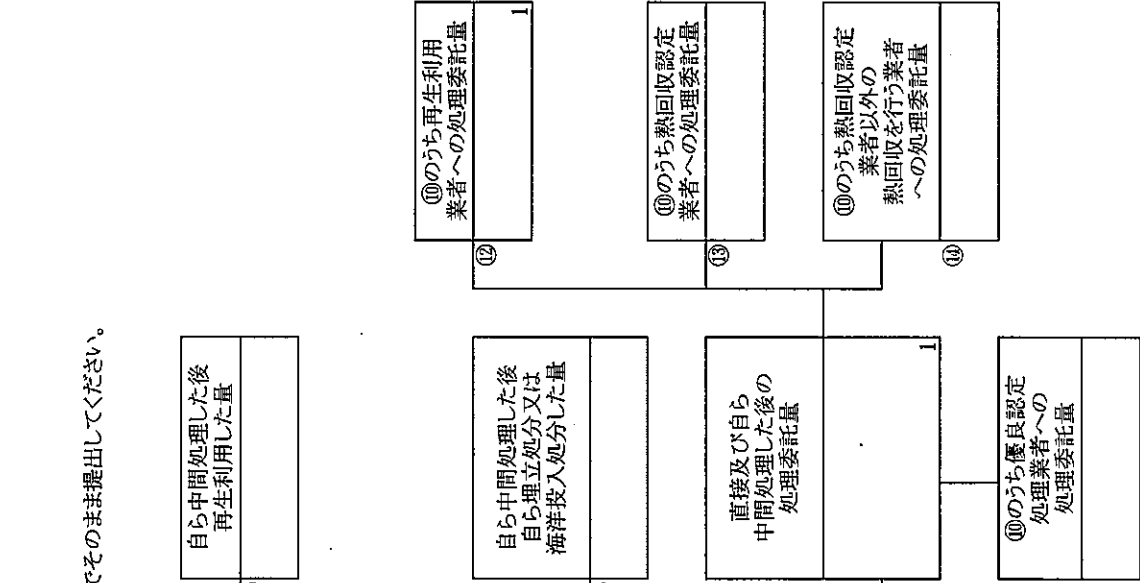 でそのまま提出してください。
自ら中間処理した後
再生利用した量
自ら中間処理した後
自ら埋立処分又は
海洋投入処分した量
直接及び自ら
中間処理した後の
処理委託量
1
⑩のうち優良認定
処理業者への
処理委託量
⑩のうち再生利用
業者への処理委託量
⑫
1
⑩のうち熱回収認定
業者への処理委託量
⑬
⑩のうち熱回収認定
業者以外の
熱回収を行う業者
への処理委託量
⑭